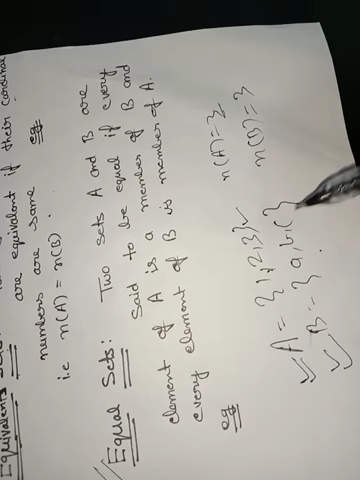 Equivalent Sets:
are equivalent if their cardinal
numbers are same eg
i.e n(A) = n(B).
Equal Sets: Two sets A and B are
Said to be equal if every
element of A is a member of B and
every element of B is member of A.
eg
n(A) = 3
n(B) = 3
A = {1, 2, 3}
B = {a, b, c}